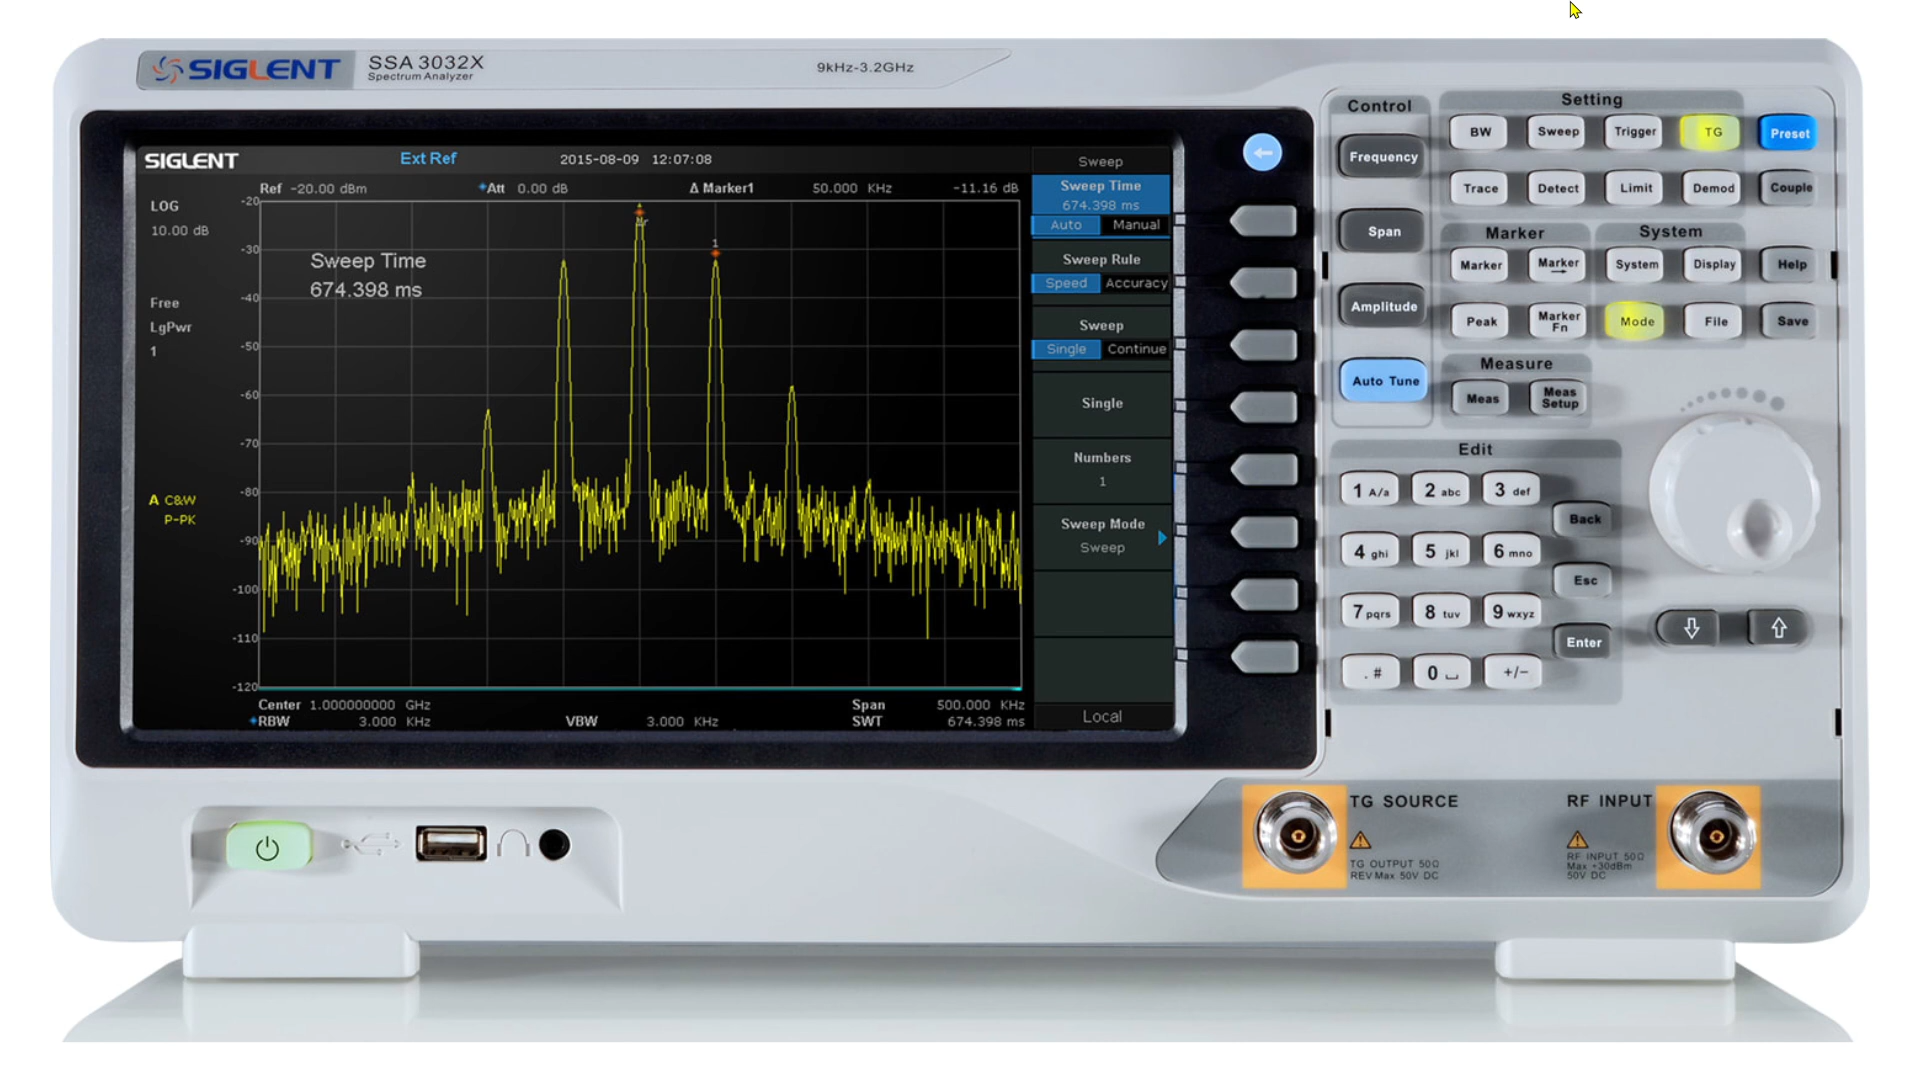 SIGLENT SSA 3032X
Spectrum Analyzer
9kHz-3.2GHz
SIGLENT Ext Ref 2015-08-09 12:07:08
Ref -20.00 dBm Att 0.00 dB Δ Marker1 50.000 KHz -11.16 dB
LOG
10.00 dB
Free
LgPwr
1
A C&W
P-PK
-20
-30
-40
-50
-60
-70
-80
-90
-100
-110
-120
Sweep Time
674.398 ms
1
Center 1.000000000 GHz Span 500.000 KHz
RBW 3.000 KHz VBW 3.000 KHz SWT 674.398 ms
Sweep
Sweep Time
674.398 ms
Auto Manual
Sweep Rule
Speed Accuracy
Sweep
Single Continue
Single
Numbers
1
Sweep Mode
Sweep
Local
Control
Frequency
Span
Amplitude
Auto Tune
Setting
BW Sweep Trigger TG Preset
Trace Detect Limit Demod Couple
Marker System
Marker Marker→ System Display Help
Peak Marker Fn Mode File Save
Measure
Meas Meas Setup
Edit
1 A/a 2 abc 3 def
Back
4 ghi 5 jkl 6 mno
Esc
7 pqrs 8 tuv 9 wxyz
Enter
. # 0 ⎵ +/−
TG SOURCE
TG OUTPUT 50Ω
REV Max 50V DC
RF INPUT
RF INPUT 50Ω
Max +30dBm
50V DC